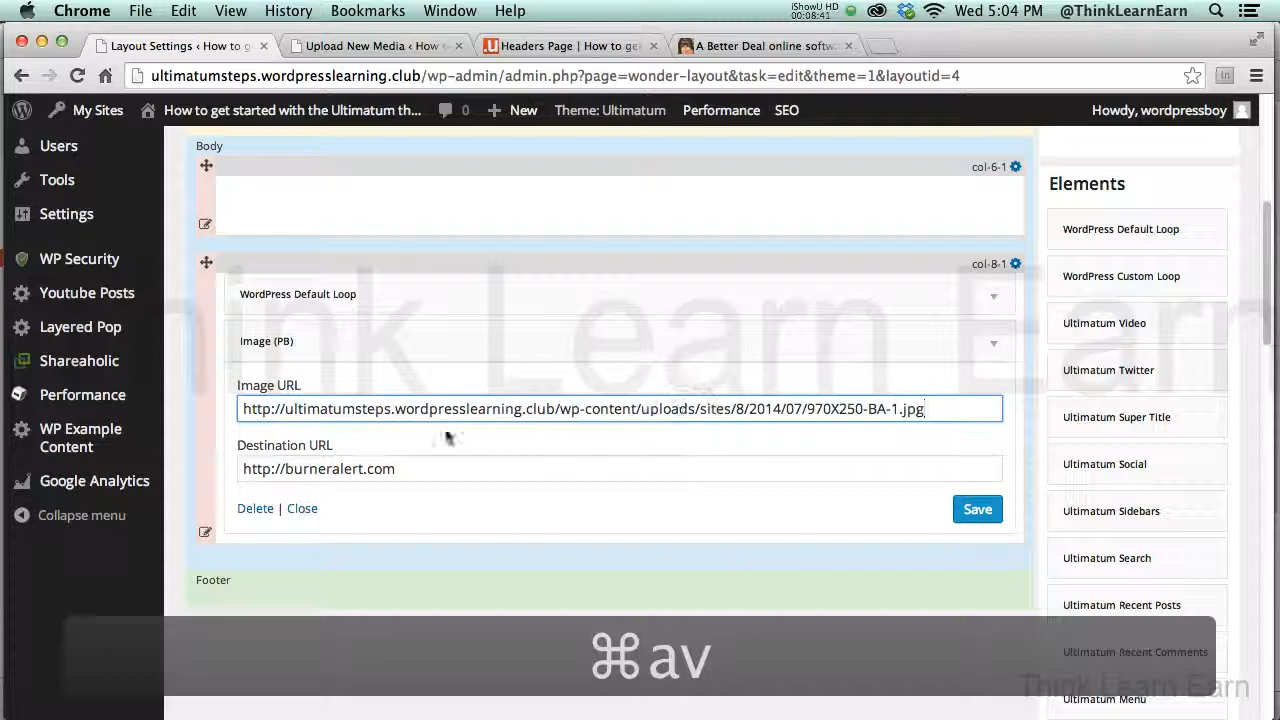 Chrome File Edit View History Bookmarks Window Help iShowU HD 00:08:41 Wed 5:04 PM @ThinkLearnEarn
Layout Settings ‹ How to g Upload New Media ‹ How Headers Page | How to ge A Better Deal online softw
ultimatumsteps.wordpresslearning.club/wp-admin/admin.php?page=wonder-layout&task=edit&theme=1&layoutid=4
My Sites How to get started with the Ultimatum th... 0 New Theme: Ultimatum Performance SEO Howdy, wordpressboy
Users
Tools
Settings
WP Security
Youtube Posts
Layered Pop
Shareaholic
Performance
WP Example
Content
Google Analytics
Collapse menu
Body
col-6-1
col-8-1
WordPress Default Loop
Image (PB)
Image URL
http://ultimatumsteps.wordpresslearning.club/wp-content/uploads/sites/8/2014/07/970X250-BA-1.jpg
Destination URL
http://burneralert.com
Delete | Close
Save
Footer
Elements
WordPress Default Loop
WordPress Custom Loop
Ultimatum Video
Ultimatum Twitter
Ultimatum Super Title
Ultimatum Social
Ultimatum Sidebars
Ultimatum Search
Ultimatum Recent Posts
Ultimatum Recent Comments
Ultimatum Menu
Think Learn Earn
⌘av
Think Learn Earn